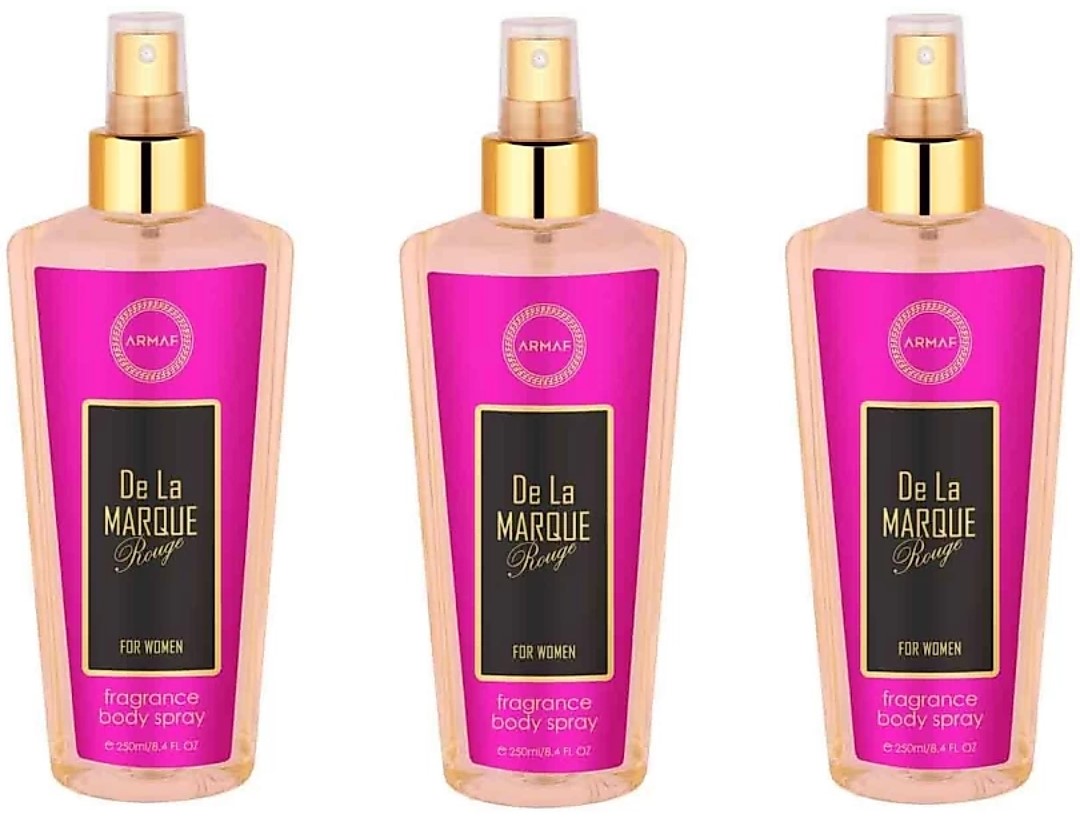 ARMAF
De La
MARQUE
Rouge
FOR WOMEN
fragrance
body spray
e 250ml/8.4 FL OZ
ARMAF
De La
MARQUE
Rouge
FOR WOMEN
fragrance
body spray
e 250ml/8.4 FL OZ
ARMAF
De La
MARQUE
Rouge
FOR WOMEN
fragrance
body spray
e 250ml/8.4 FL OZ